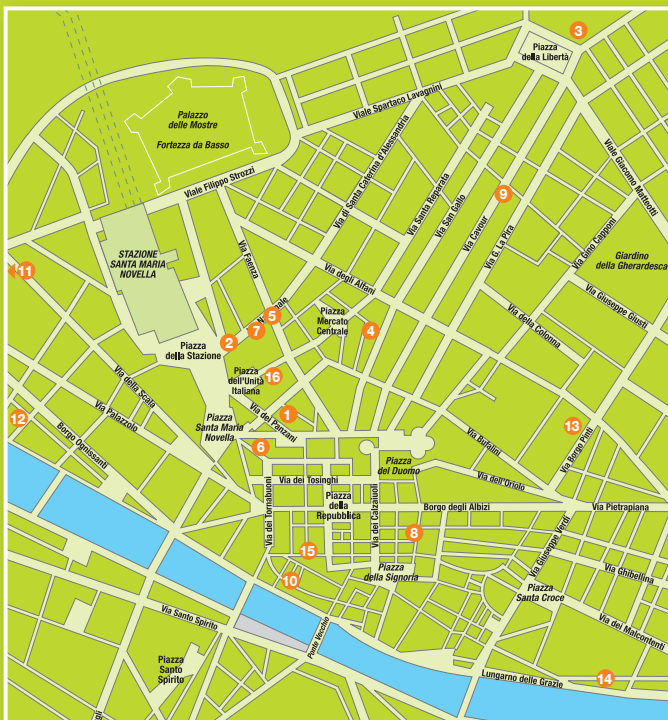 3
Piazza
della Libertà
Viale Spartaco Lavagnini
Palazzo
delle Mostre
Fortezza da Basso
Viale Giacomo Matteotti
Via di Santa Caterina d'Alessandria
Viale Filippo Strozzi
Via Santa Reparata
Via San Gallo
9
Via Cavour
Via G. La Pira
Via Gino Capponi
Giardino
della Gherardesca
STAZIONE
SANTA MARIA
NOVELLA
Via Faenza
Via degli Alfani
11
Via Giuseppe Giusti
Piazza
Mercato
Centrale
5
7
4
2
Via della Colonna
Piazza
della Stazione
Piazza
dell'Unità
Italiana
16
Via della Scala
Via Palazzolo
12
Borgo Ognissanti
Piazza
Santa Maria
Novella
1
Via dei Panzani
6
13
Via Borgo Pinti
Via Bufalini
Piazza
del Duomo
Via dell'Oriolo
Via dei Tosinghi
Via dei Tornabuoni
Piazza
della
Repubblica
Via dei Calzaiuoli
Borgo degli Albizi
Via Pietrapiana
8
15
Via Giuseppe Verdi
Via Ghibellina
10
Piazza
della Signoria
Piazza
Santa Croce
Via dei Malcontenti
Via Santo Spirito
Ponte Vecchio
Piazza
Santo
Spirito
Lungarno delle Grazie
14